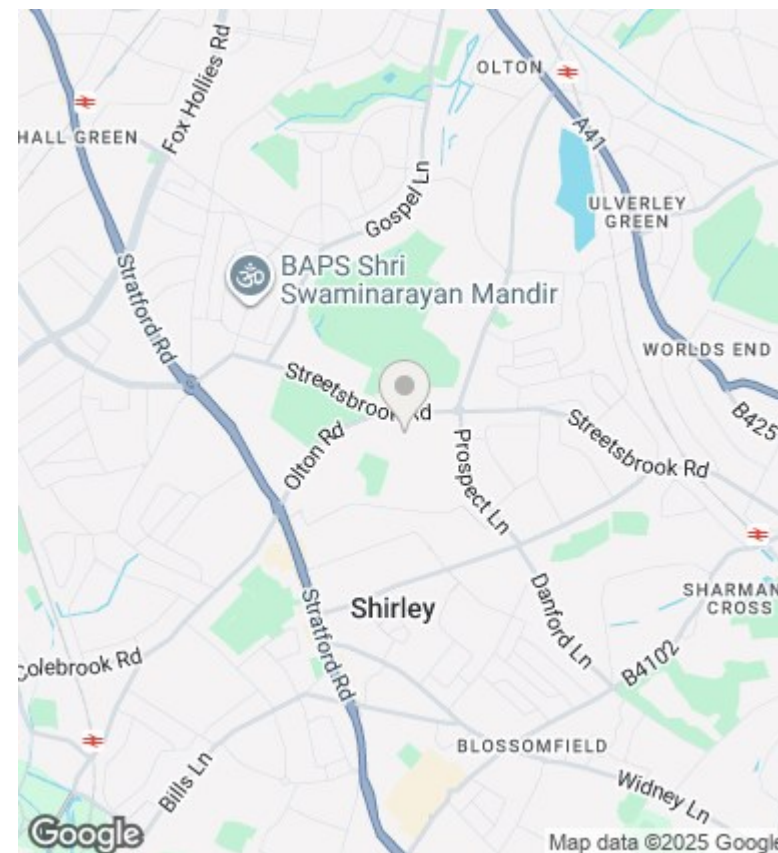 OLTON
HALL GREEN
Fox Hollies Rd
A41
ULVERLEY
GREEN
Gospel Ln
BAPS Shri
Swaminarayan Mandir
Stratford Rd
WORLDS END
Streetsbrook Rd
B425
Olton Rd
Prospect Ln
Streetsbrook Rd
Danford Ln
SHARMAN
CROSS
Shirley
Stratford Rd
B4102
Colebrook Rd
BLOSSOMFIELD
Bills Ln
Widney Ln
Google
Map data ©2025 Google